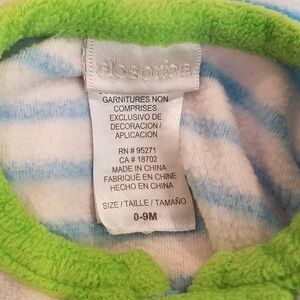 absorba
GARNITURES NON
COMPRISES
EXCLUSIVO DE
DECORACION /
APLICACION
RN # 95271
CA # 18702
MADE IN CHINA
FABRIQUÉ EN CHINE
HECHO EN CHINA
SIZE / TAILLE / TAMAÑO
0-9M